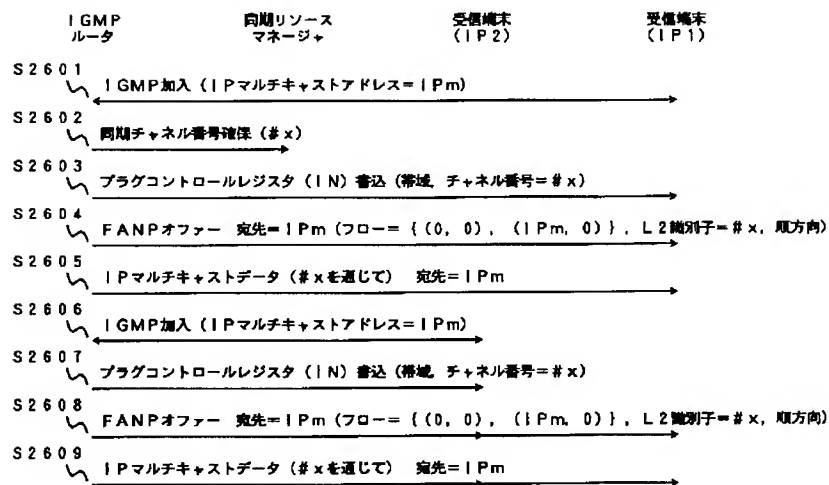 IGMP
ルータ
同期リソース
マネージャ
受信端末
(IP2)
受信端末
(IP1)
S2601
IGMP加入(IPマルチキャストアドレス=IPm)
S2602
同期チャネル番号確保(#x)
S2603
プラグコントロールレジスタ(IN)書込(帯域,チャネル番号=#x)
S2604
FANPオファー 宛先=IPm(フロー={(0,0),(IPm,0)},L2識別子=#x,順方向)
S2605
IPマルチキャストデータ(#xを通じて) 宛先=IPm
S2606
IGMP加入(IPマルチキャストアドレス=IPm)
S2607
プラグコントロールレジスタ(IN)書込(帯域,チャネル番号=#x)
S2608
FANPオファー 宛先=IPm(フロー={(0,0),(IPm,0)},L2識別子=#x,順方向)
S2609
IPマルチキャストデータ(#xを通じて) 宛先=IPm